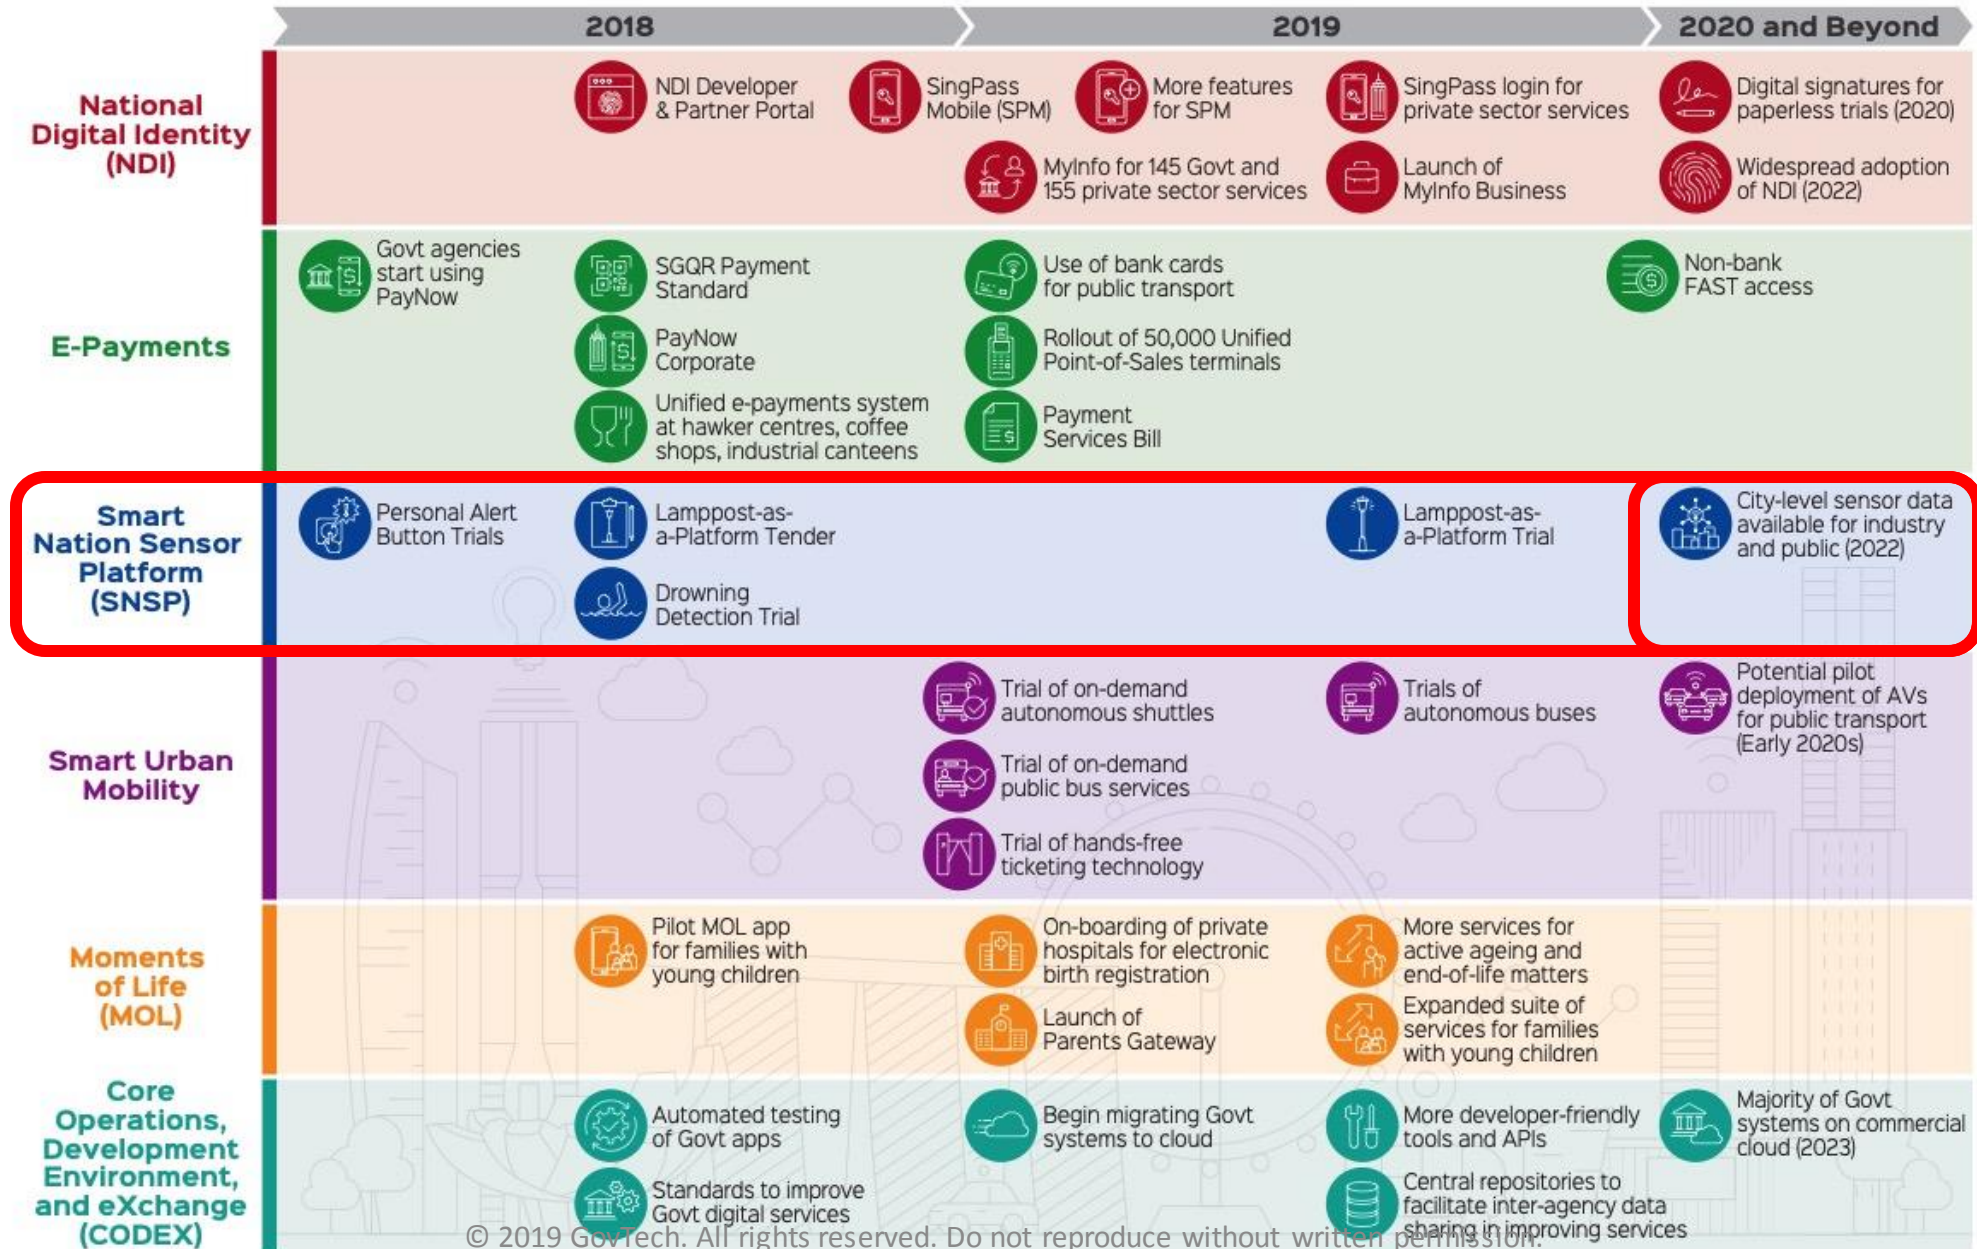 2018
2019
2020 and Beyond
National
Digital Identity
(NDI)
NDI Developer
& Partner Portal
SingPass
Mobile (SPM)
More features
for SPM
SingPass login for
private sector services
Digital signatures for
paperless trials (2020)
MyInfo for 145 Govt and
155 private sector services
Launch of
MyInfo Business
Widespread adoption
of NDI (2022)
E-Payments
Govt agencies
start using
PayNow
SGQR Payment
Standard
PayNow
Corporate
Unified e-payments system
at hawker centres, coffee
shops, industrial canteens
Use of bank cards
for public transport
Rollout of 50,000 Unified
Point-of-Sales terminals
Payment
Services Bill
Non-bank
FAST access
Smart
Nation Sensor
Platform
(SNSP)
Personal Alert
Button Trials
Lamppost-as-
a-Platform Tender
Drowning
Detection Trial
Lamppost-as-
a-Platform Trial
City-level sensor data
available for industry
and public (2022)
Smart Urban
Mobility
Trial of on-demand
autonomous shuttles
Trial of on-demand
public bus services
Trial of hands-free
ticketing technology
Trials of
autonomous buses
Potential pilot
deployment of AVs
for public transport
(Early 2020s)
Moments
of Life
(MOL)
Pilot MOL app
for families with
young children
On-boarding of private
hospitals for electronic
birth registration
Launch of
Parents Gateway
More services for
active ageing and
end-of-life matters
Expanded suite of
services for families
with young children
Core
Operations,
Development
Environment,
and eXchange
(CODEX)
Automated testing
of Govt apps
Standards to improve
Govt digital services
Begin migrating Govt
systems to cloud
More developer-friendly
tools and APIs
Central repositories to
facilitate inter-agency data
sharing in improving services
Majority of Govt
systems on commercial
cloud (2023)
© 2019 GovTech. All rights reserved. Do not reproduce without written permission.